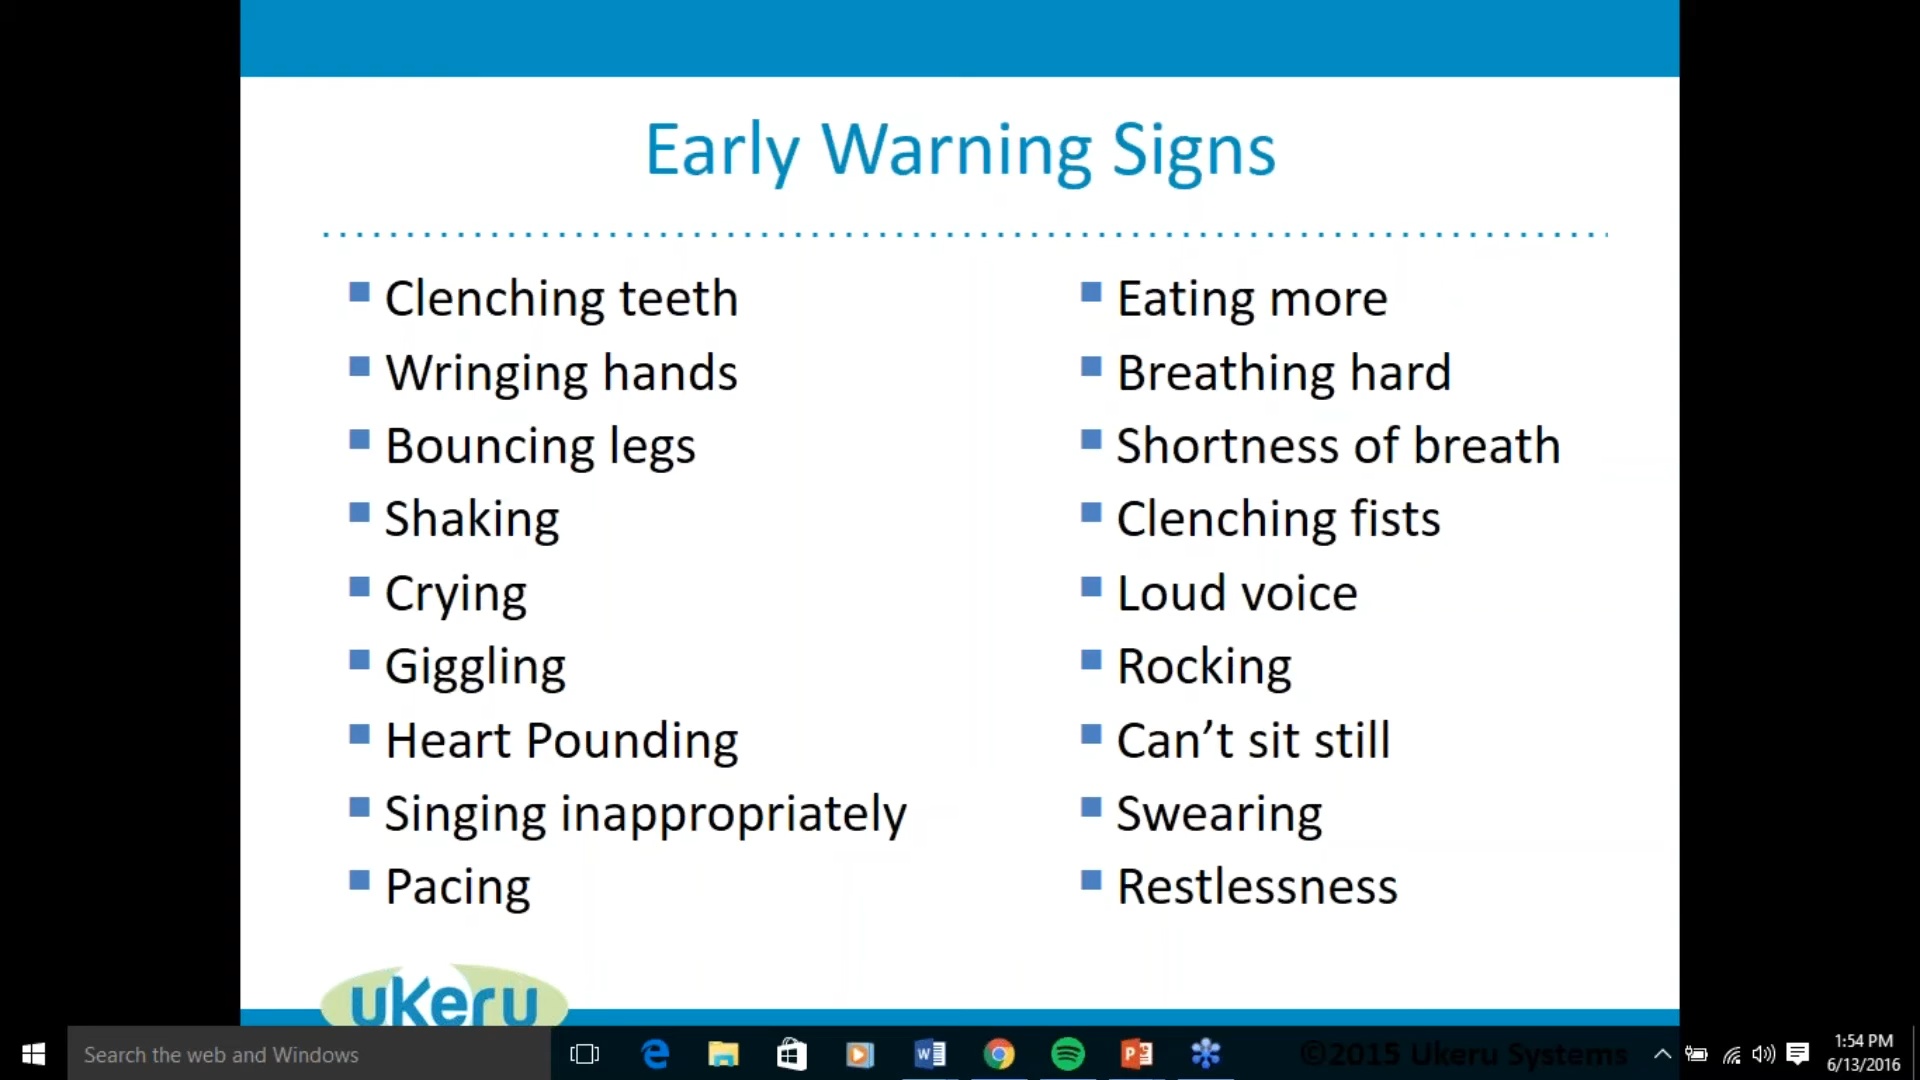 Early Warning Signs
Clenching teeth
Wringing hands
Bouncing legs
Shaking
Crying
Giggling
Heart Pounding
Singing inappropriately
Pacing
Eating more
Breathing hard
Shortness of breath
Clenching fists
Loud voice
Rocking
Can’t sit still
Swearing
Restlessness
ukeru
Search the web and Windows
©2015 Ukeru Systems
1:54 PM
6/13/2016